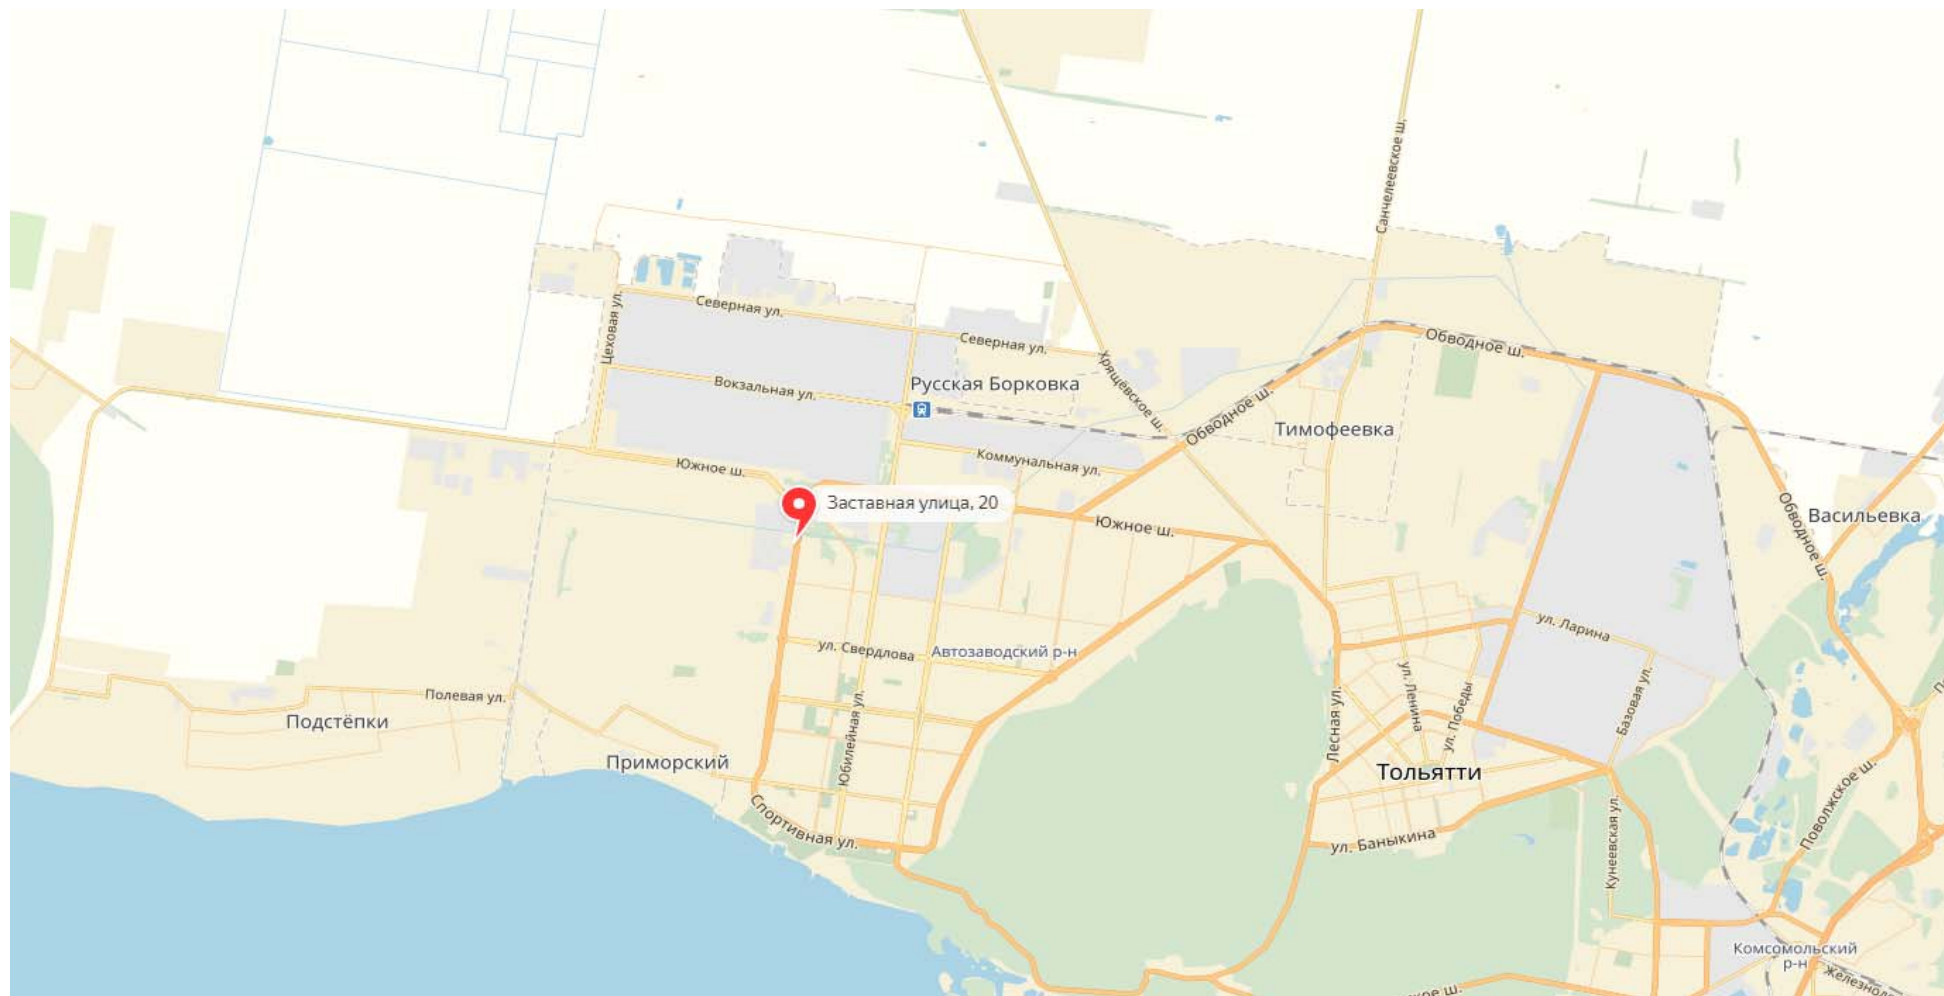 Санчелеевское ш.
Северная ул.
Цеховая ул.
Северная ул.
Обводное ш.
Хрящёвское ш.
Вокзальная ул.
Русская Борковка
Обводное ш.
Тимофеевка
Коммунальная ул.
Южное ш.
Заставная улица, 20
Южное ш.
Обводное ш.
Васильевка
ул. Ларина
ул. Свердлова
Автозаводский р-н
Полевая ул.
Подстёпки
Юбилейная ул.
Лесная ул.
ул. Ленина
ул. Победы
Базовая ул.
Приморский
Тольятти
Спортивная ул.
ул. Баныкина
Кунеевская ул.
Поволжское ш.
Комсомольский
р-н